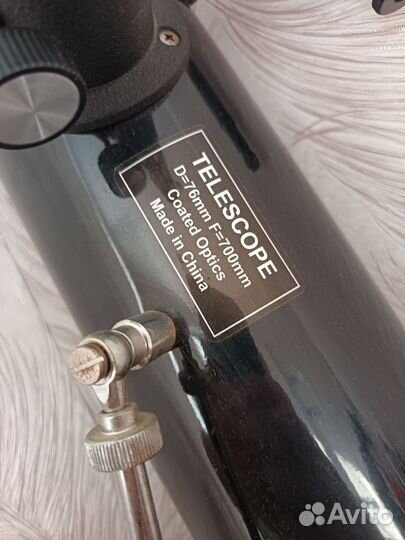 TELESCOPE
D=76mm F=700mm
Coated Optics
Made in China
Avito